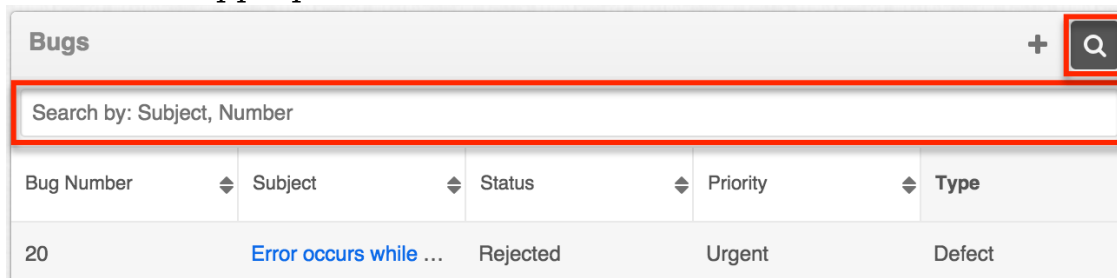 Bugs
Search by: Subject, Number
Bug Number Subject Status Priority Type
20 Error occurs while ... Rejected Urgent Defect